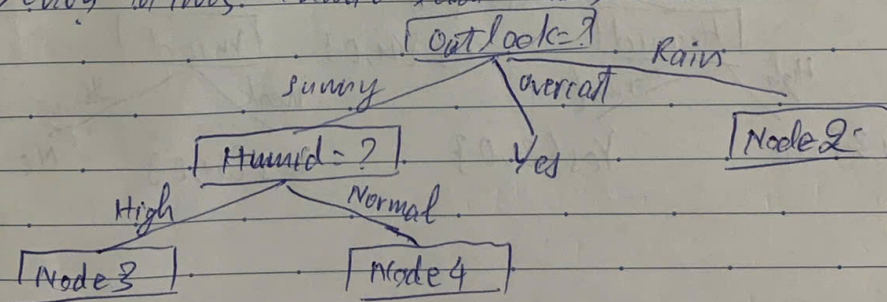 Outlook=?
Sunny overcast Rain
Humid=? Yes Node 2
High Normal
Node 3 Node 4